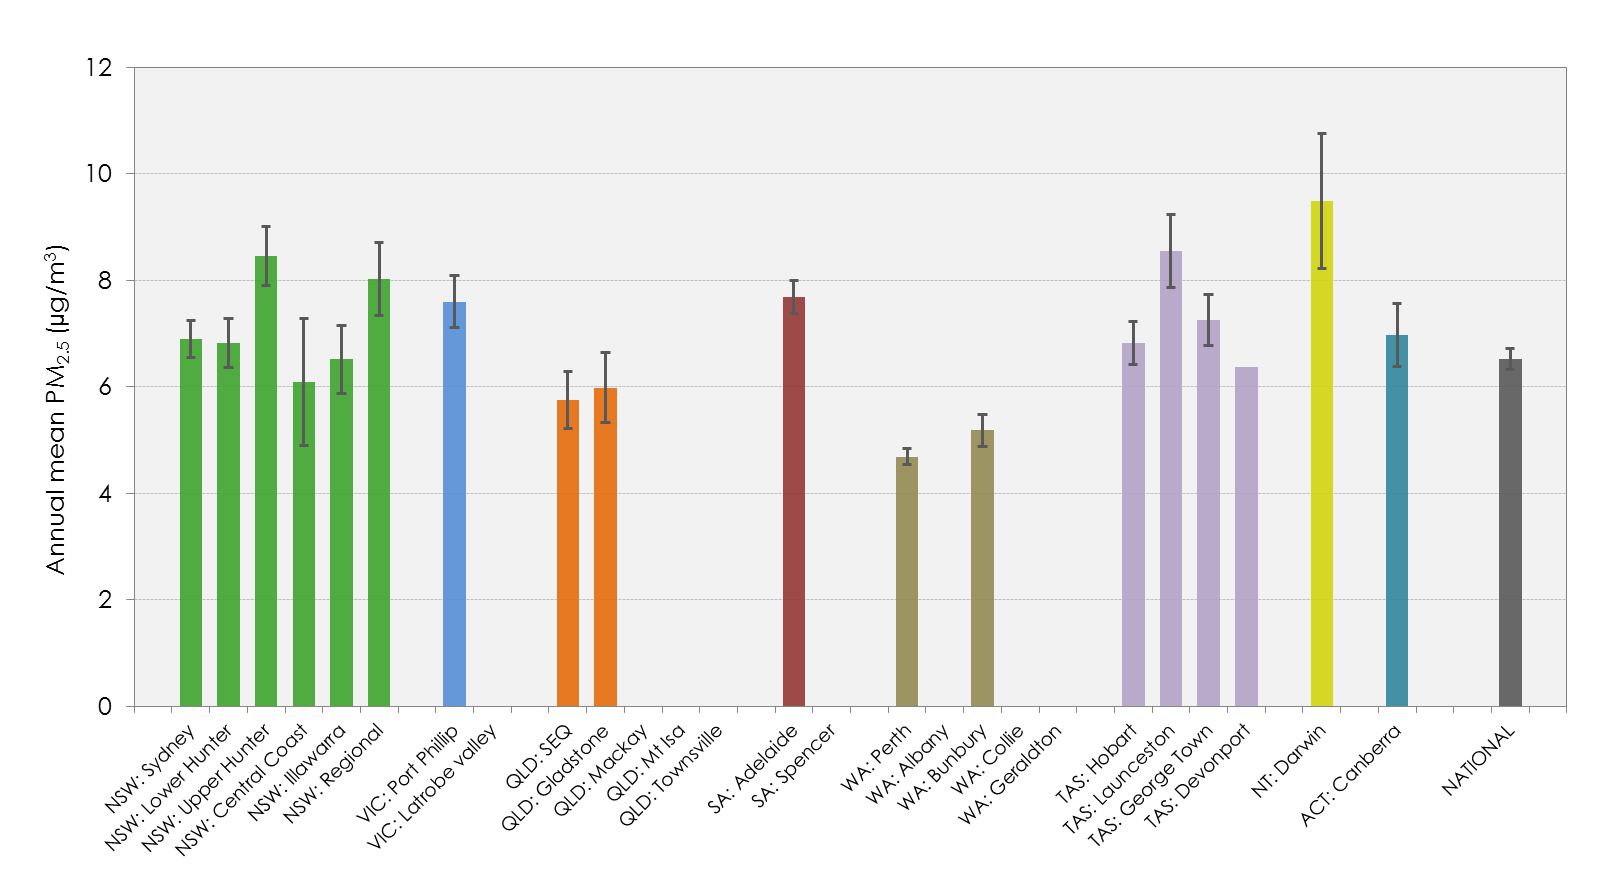 12
10
8
6
4
2
0
Annual mean PM2.5 (µg/m³)
NSW: Sydney
NSW: Lower Hunter
NSW: Upper Hunter
NSW: Central Coast
NSW: Illawarra
NSW: Regional
VIC: Port Phillip
VIC: Latrobe Valley
QLD: SEQ
QLD: Gladstone
QLD: Mackay
QLD: Mt Isa
QLD: Townsville
SA: Adelaide
SA: Spencer
WA: Perth
WA: Albany
WA: Bunbury
WA: Collie
WA: Geraldton
TAS: Hobart
TAS: Launceston
TAS: George Town
TAS: Devonport
NT: Darwin
ACT: Canberra
NATIONAL